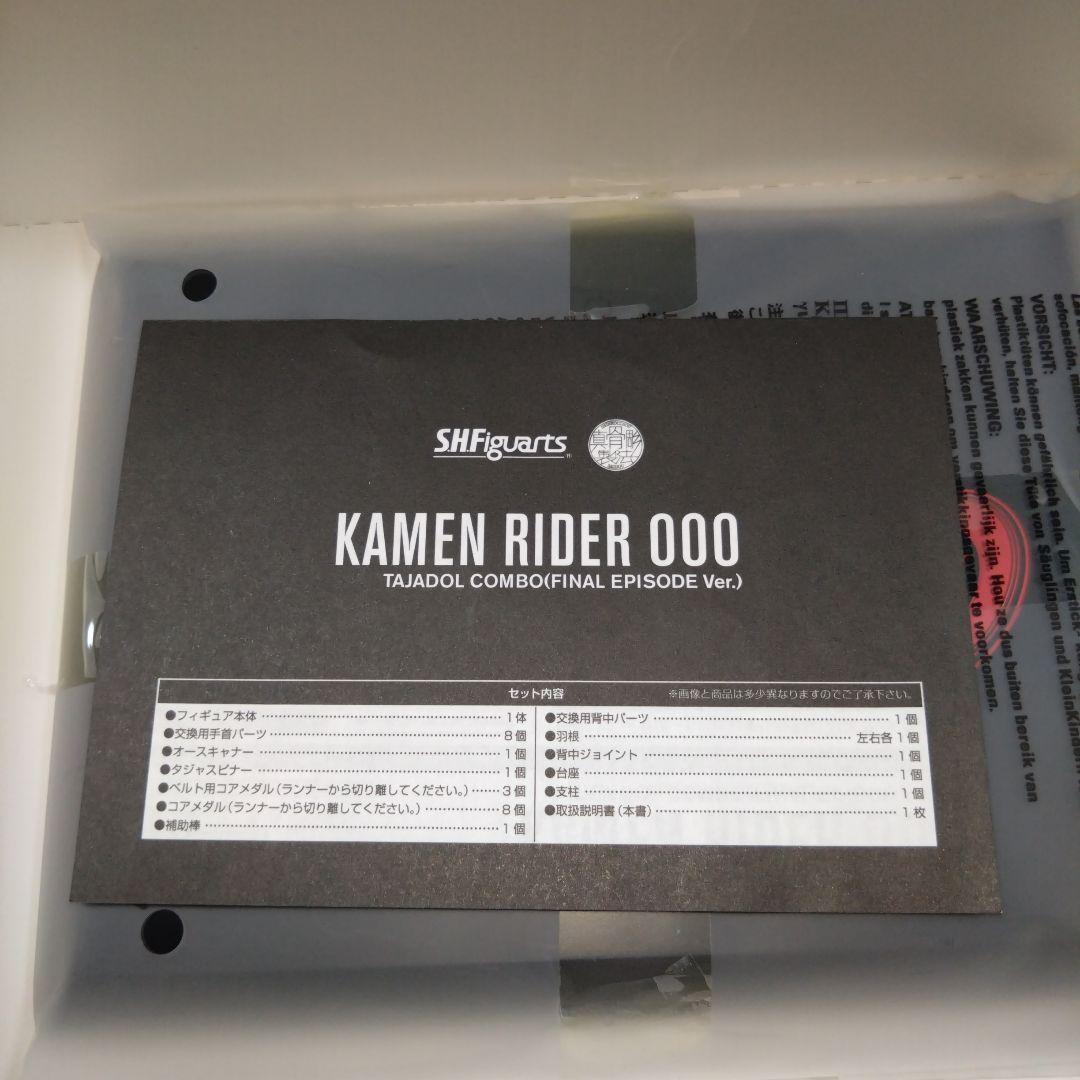 S.H.Figuarts
真骨彫製法
KAMEN RIDER OOO
TAJADOL COMBO(FINAL EPISODE Ver.)
セット内容
※画像と商品は多少異なりますのでご了承下さい。
●フィギュア本体 1体
●交換用手首パーツ 8個
●オースキャナー 1個
●タジャスピナー 1個
●ベルト用コアメダル（ランナーから切り離してください。） 3個
●コアメダル（ランナーから切り離してください。） 8個
●補助棒 1個
●交換用背中パーツ 1個
●羽根 左右各1個
●背中ジョイント 1個
●台座 1個
●支柱 1個
●取扱説明書（本書） 1枚
VORSICHT:
Plastiktüten können gefährlich sein. Um Erstick-
verhüten, halten Sie diese Tüte von Säuglingen und Kleinkindern
WAARSCHUWING:
plastiek zakken kunnen gevaarlijk zijn. Hou ze dus buiten bereik van
kinderen om verstikkingsgevaar te voorkomen.